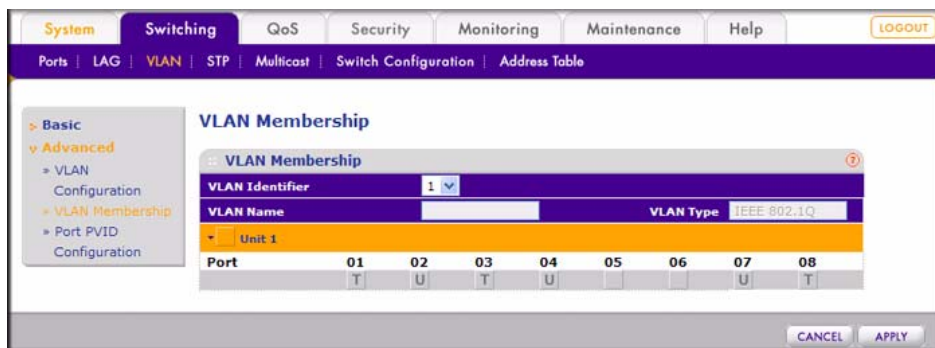 System Switching QoS Security Monitoring Maintenance Help LOGOUT
Ports | LAG | VLAN | STP | Multicast | Switch Configuration | Address Table
Basic
Advanced
» VLAN
Configuration
» VLAN Membership
» Port PVID
Configuration
VLAN Membership
VLAN Membership ?
VLAN Identifier 1
VLAN Name VLAN Type IEEE 802.1Q
Unit 1
Port 01 02 03 04 05 06 07 08
T U T U U T
CANCEL APPLY